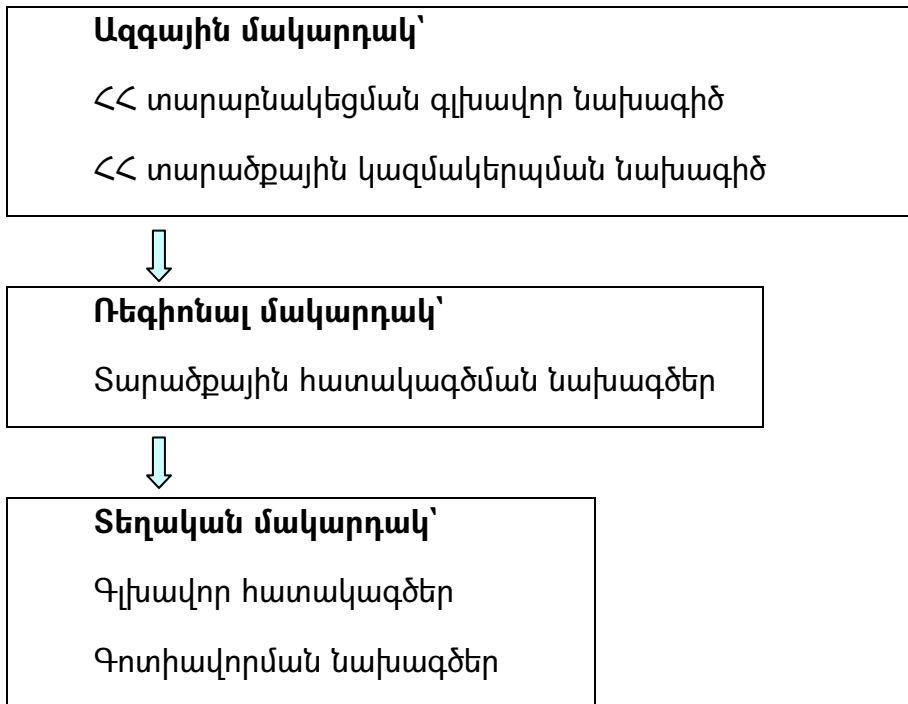 Ազգային մակարդակ՝
ՀՀ տարաբնակեցման գլխավոր նախագիծ
ՀՀ տարածքային կազմակերպման նախագիծ
Ռեգիոնալ մակարդակ՝
Տարածքային հատակագծման նախագծեր
Տեղական մակարդակ՝
Գլխավոր հատակագծեր
Գոտիավորման նախագծեր